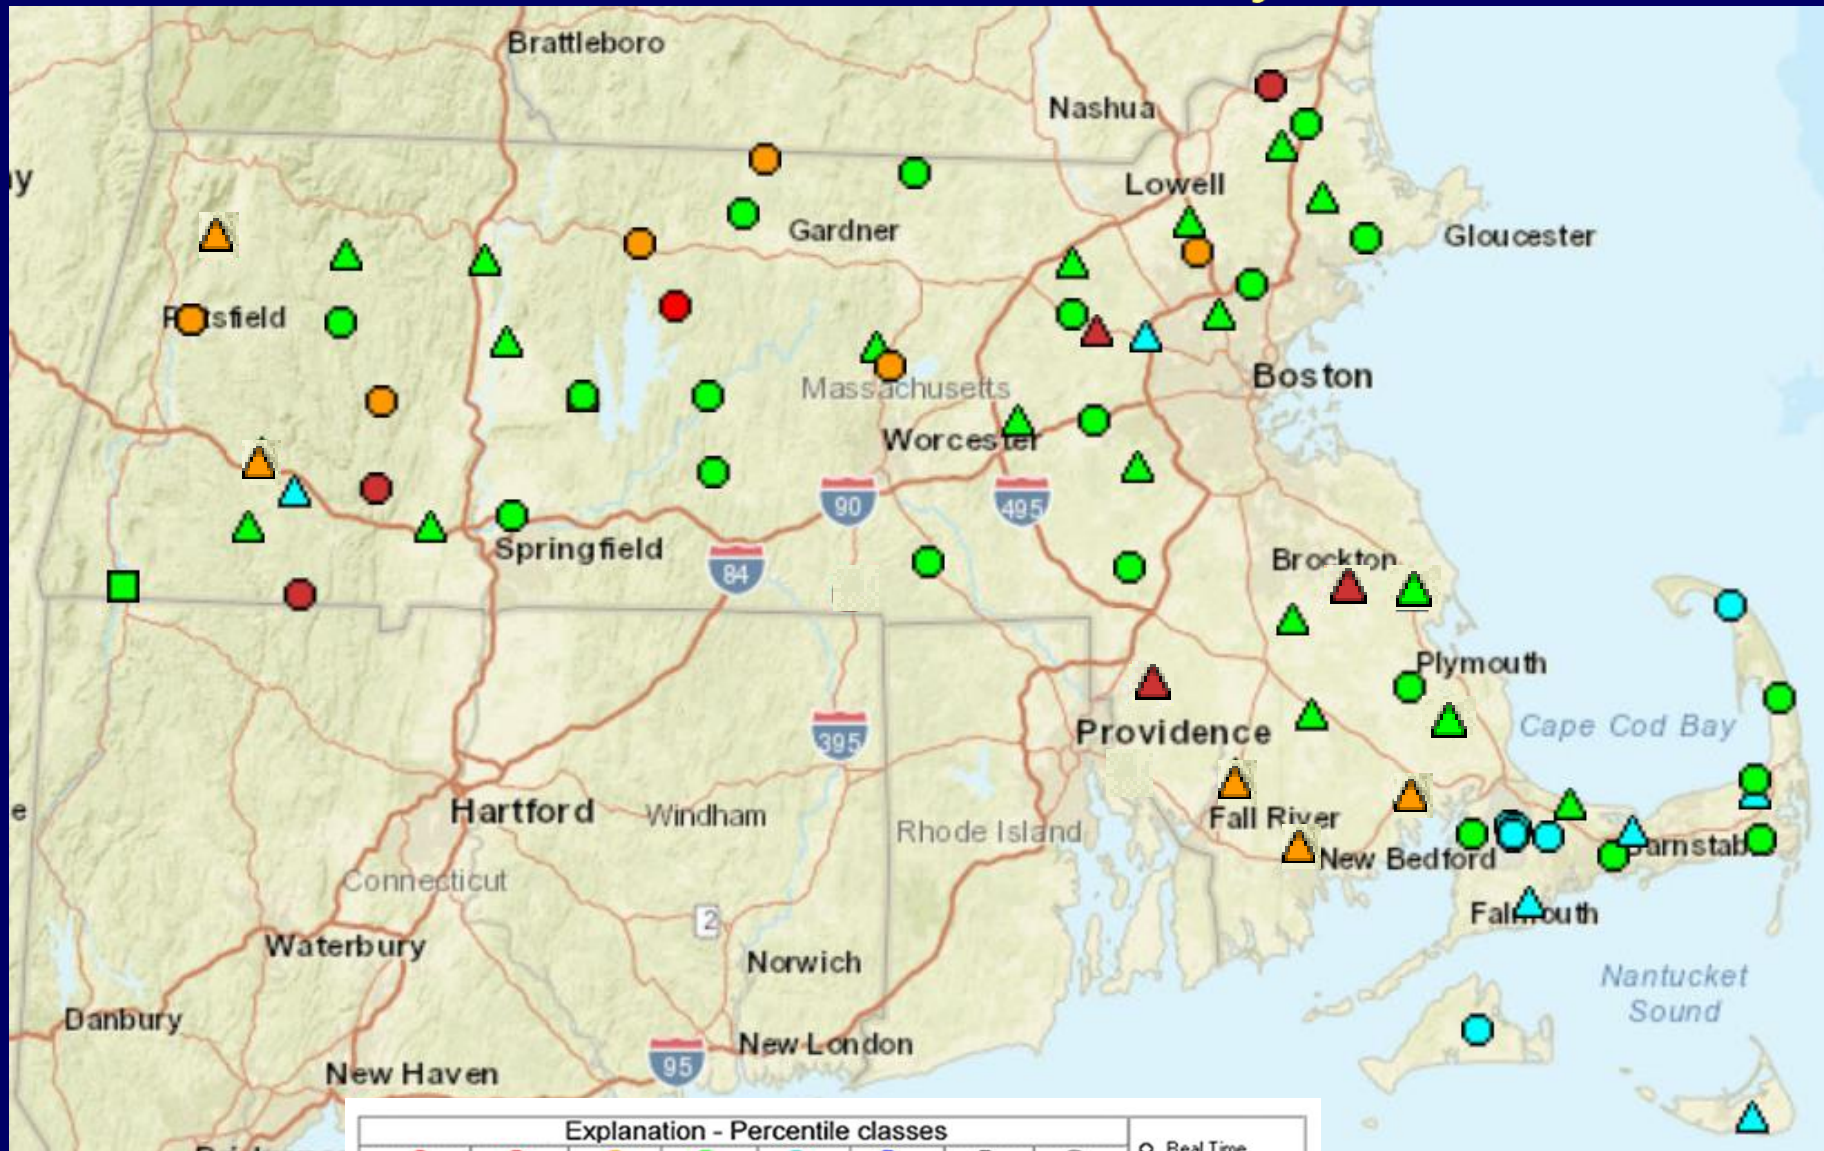 Brattleboro
Nashua
Lowell
Gardner
Gloucester
Massachusetts
Boston
Worcester
90
495
Springfield
84
Brockton
Plymouth
Providence
Cape Cod Bay
395
Hartford
Windham
Rhode Island
Fall River
New Bedford
Connecticut
2
Waterbury
Norwich
Nantucket
Sound
Danbury
New London
95
New Haven
Explanation - Percentile classes
Real Time